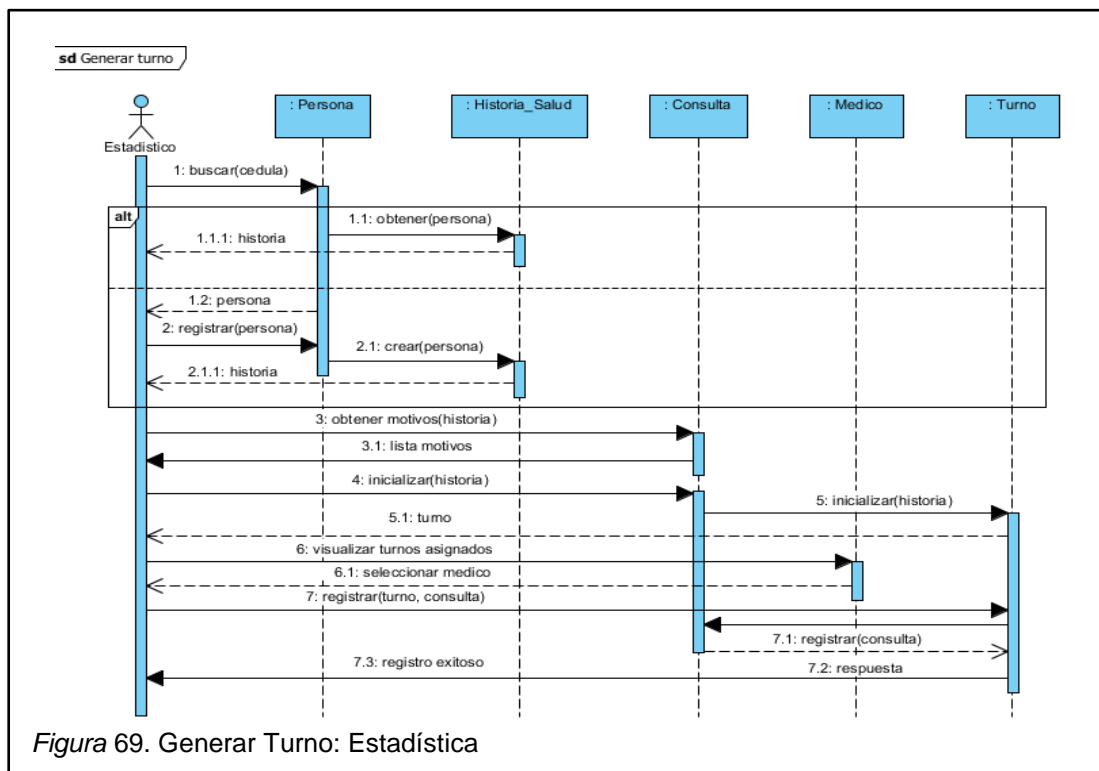 sd Generar turno
: Persona
: Historia_Salud
: Consulta
: Medico
: Turno
Estadistico
1: buscar(cedula)
alt
1.1: obtener(persona)
1.1.1: historia
1.2: persona
2: registrar(persona)
2.1: crear(persona)
2.1.1: historia
3: obtener motivos(historia)
3.1: lista motivos
4: inicializar(historia)
5: inicializar(historia)
5.1: turno
6: visualizar turnos asignados
6.1: seleccionar medico
7: registrar(turno, consulta)
7.1: registrar(consulta)
7.3: registro exitoso
7.2: respuesta
Figura 69. Generar Turno: Estadística